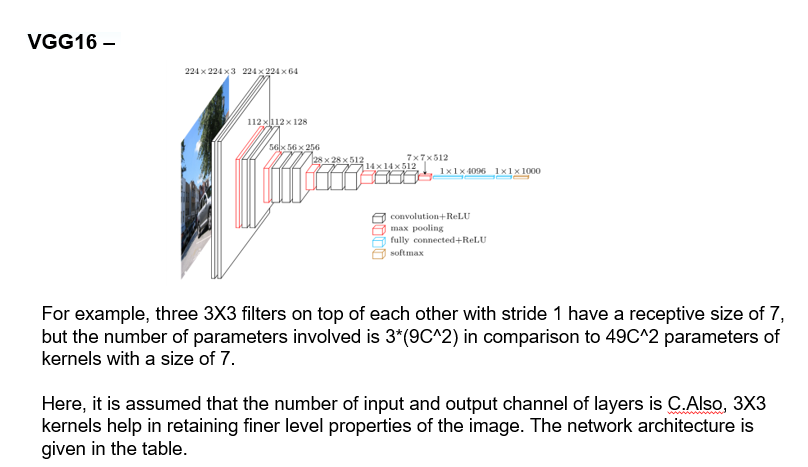 VGG16 –
224×224×3 224×224×64
112×112×128
56×56×256
28×28×512
14×14×512
7×7×512
1×1×4096 1×1×1000
convolution+ReLU
max pooling
fully connected+ReLU
softmax
For example, three 3X3 filters on top of each other with stride 1 have a receptive size of 7,
but the number of parameters involved is 3*(9C^2) in comparison to 49C^2 parameters of
kernels with a size of 7.
Here, it is assumed that the number of input and output channel of layers is C.Also, 3X3
kernels help in retaining finer level properties of the image. The network architecture is
given in the table.